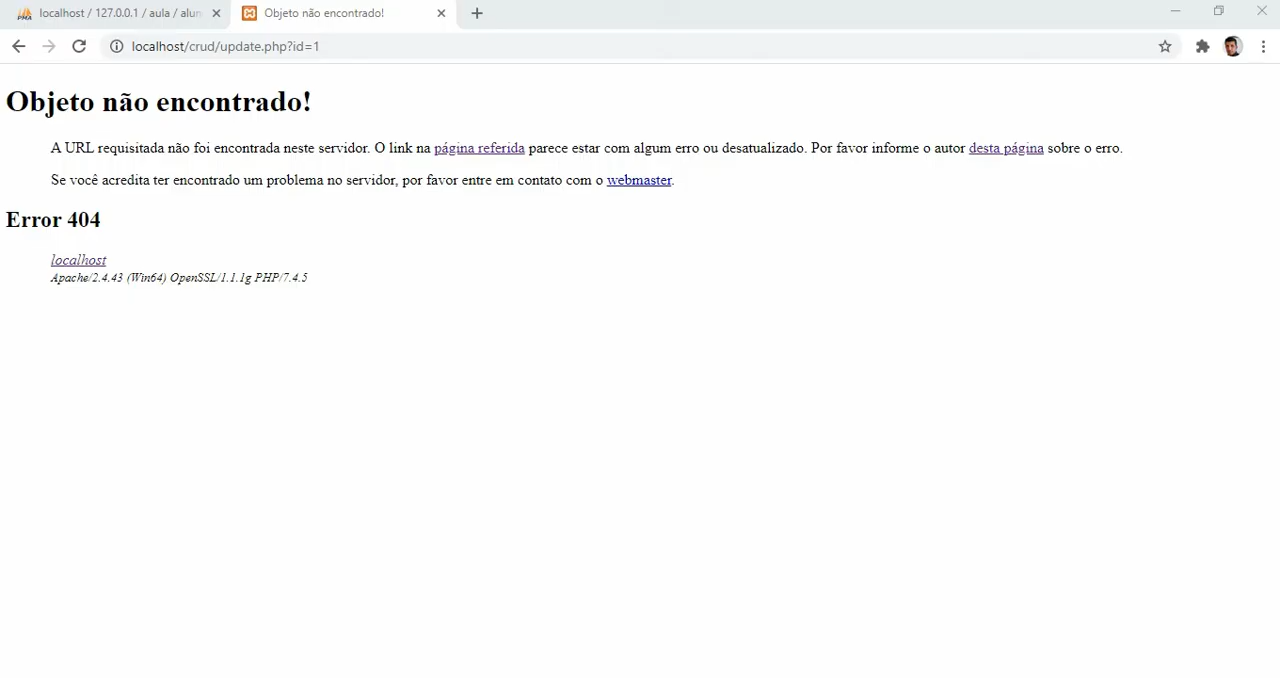 localhost / 127.0.0.1 / aula / alun
Objeto não encontrado!
localhost/crud/update.php?id=1
Objeto não encontrado!
A URL requisitada não foi encontrada neste servidor. O link na página referida parece estar com algum erro ou desatualizado. Por favor informe o autor desta página sobre o erro.
Se você acredita ter encontrado um problema no servidor, por favor entre em contato com o webmaster.
Error 404
localhost
Apache/2.4.43 (Win64) OpenSSL/1.1.1g PHP/7.4.5